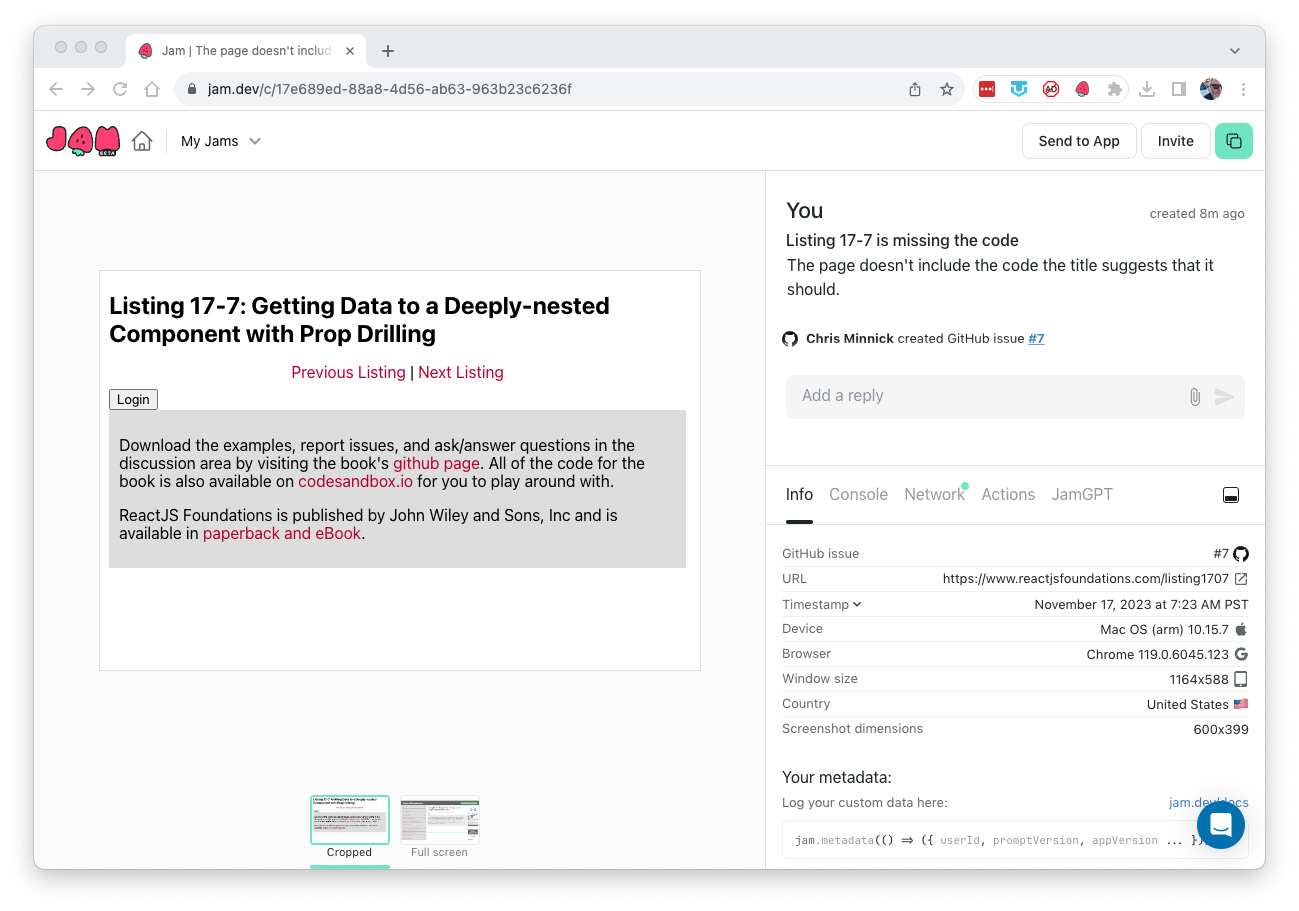 Jam | The page doesn't includ
jam.dev/c/17e689ed-88a8-4d56-ab63-963b23c6236f
JAM
BETA
My Jams
Send to App
Invite
Listing 17-7: Getting Data to a Deeply-nested
Component with Prop Drilling
Previous Listing | Next Listing
Login
Download the examples, report issues, and ask/answer questions in the
discussion area by visiting the book's github page. All of the code for the
book is also available on codesandbox.io for you to play around with.
ReactJS Foundations is published by John Wiley and Sons, Inc and is
available in paperback and eBook.
Cropped
Full screen
You
created 8m ago
Listing 17-7 is missing the code
The page doesn't include the code the title suggests that it
should.
Chris Minnick created GitHub issue #7
Add a reply
Info Console Network Actions JamGPT
GitHub issue #7
URL https://www.reactjsfoundations.com/listing1707
Timestamp November 17, 2023 at 7:23 AM PST
Device Mac OS (arm) 10.15.7
Browser Chrome 119.0.6045.123
Window size 1164x588
Country United States
Screenshot dimensions 600x399
Your metadata:
Log your custom data here: jam.dev/docs
jam.metadata(() => ({ userId, promptVersion, appVersion ... })